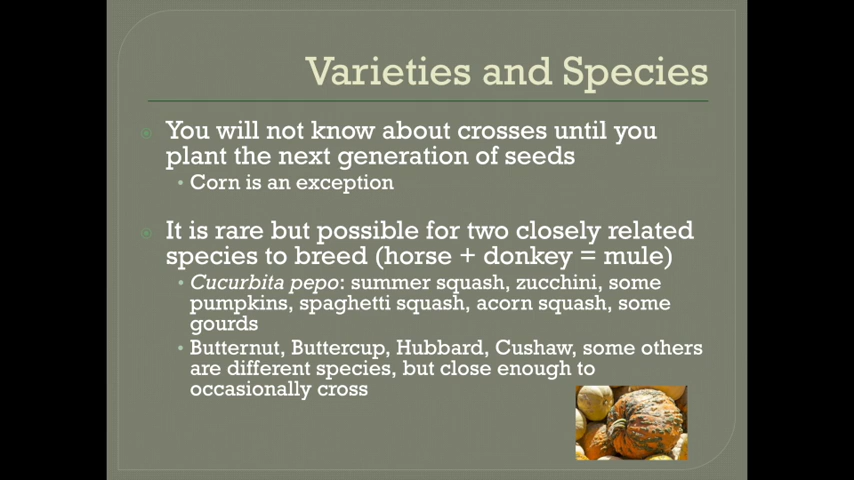 Varieties and Species
You will not know about crosses until you
plant the next generation of seeds
Corn is an exception
It is rare but possible for two closely related
species to breed (horse + donkey = mule)
Cucurbita pepo: summer squash, zucchini, some
pumpkins, spaghetti squash, acorn squash, some
gourds
Butternut, Buttercup, Hubbard, Cushaw, some others
are different species, but close enough to
occasionally cross